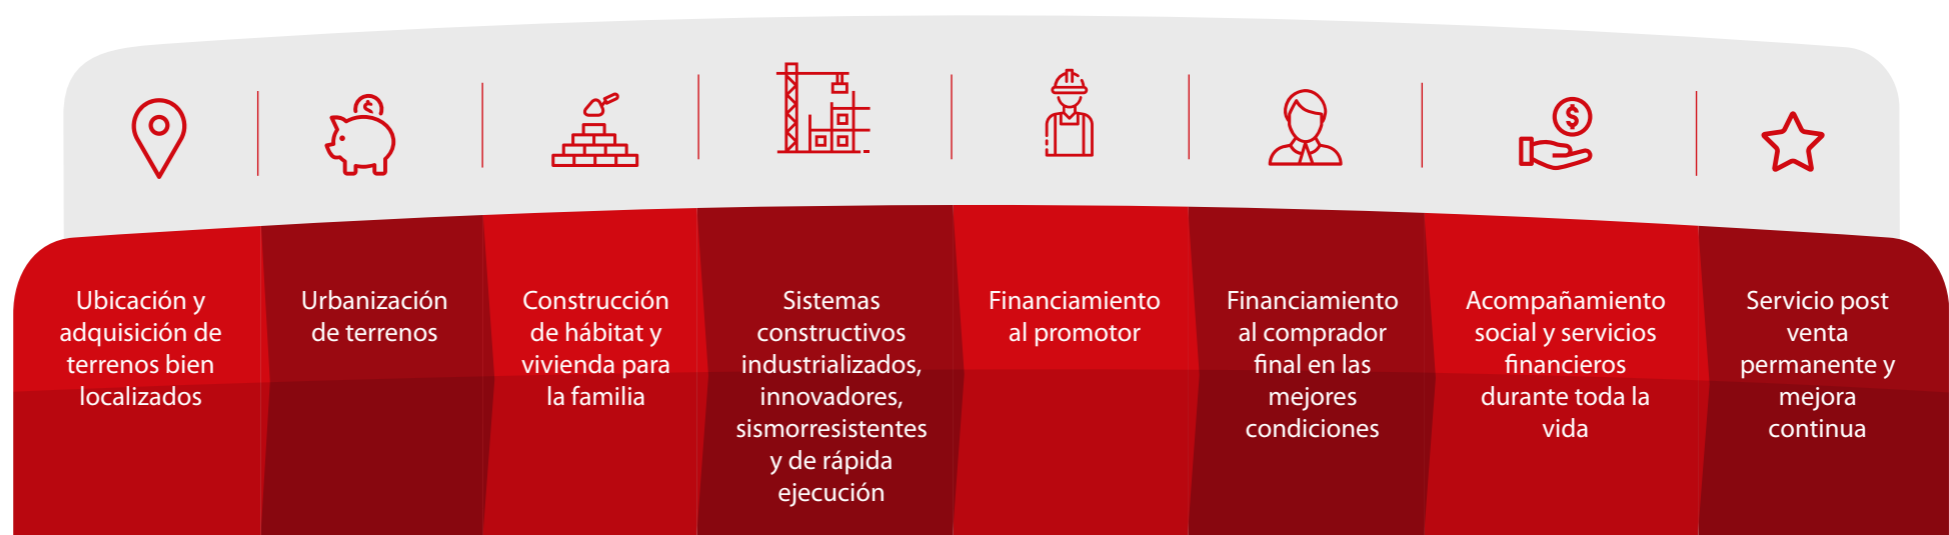 Ubicación y
adquisición de
terrenos bien
localizados
Urbanización
de terrenos
Construcción
de hábitat y
vivienda para
la familia
Sistemas
constructivos
industrializados,
innovadores,
sismorresistentes
y de rápida
ejecución
Financiamiento
al promotor
Financiamiento
al comprador
final en las
mejores
condiciones
Acompañamiento
social y servicios
financieros
durante toda la
vida
Servicio post
venta
permanente y
mejora
continua